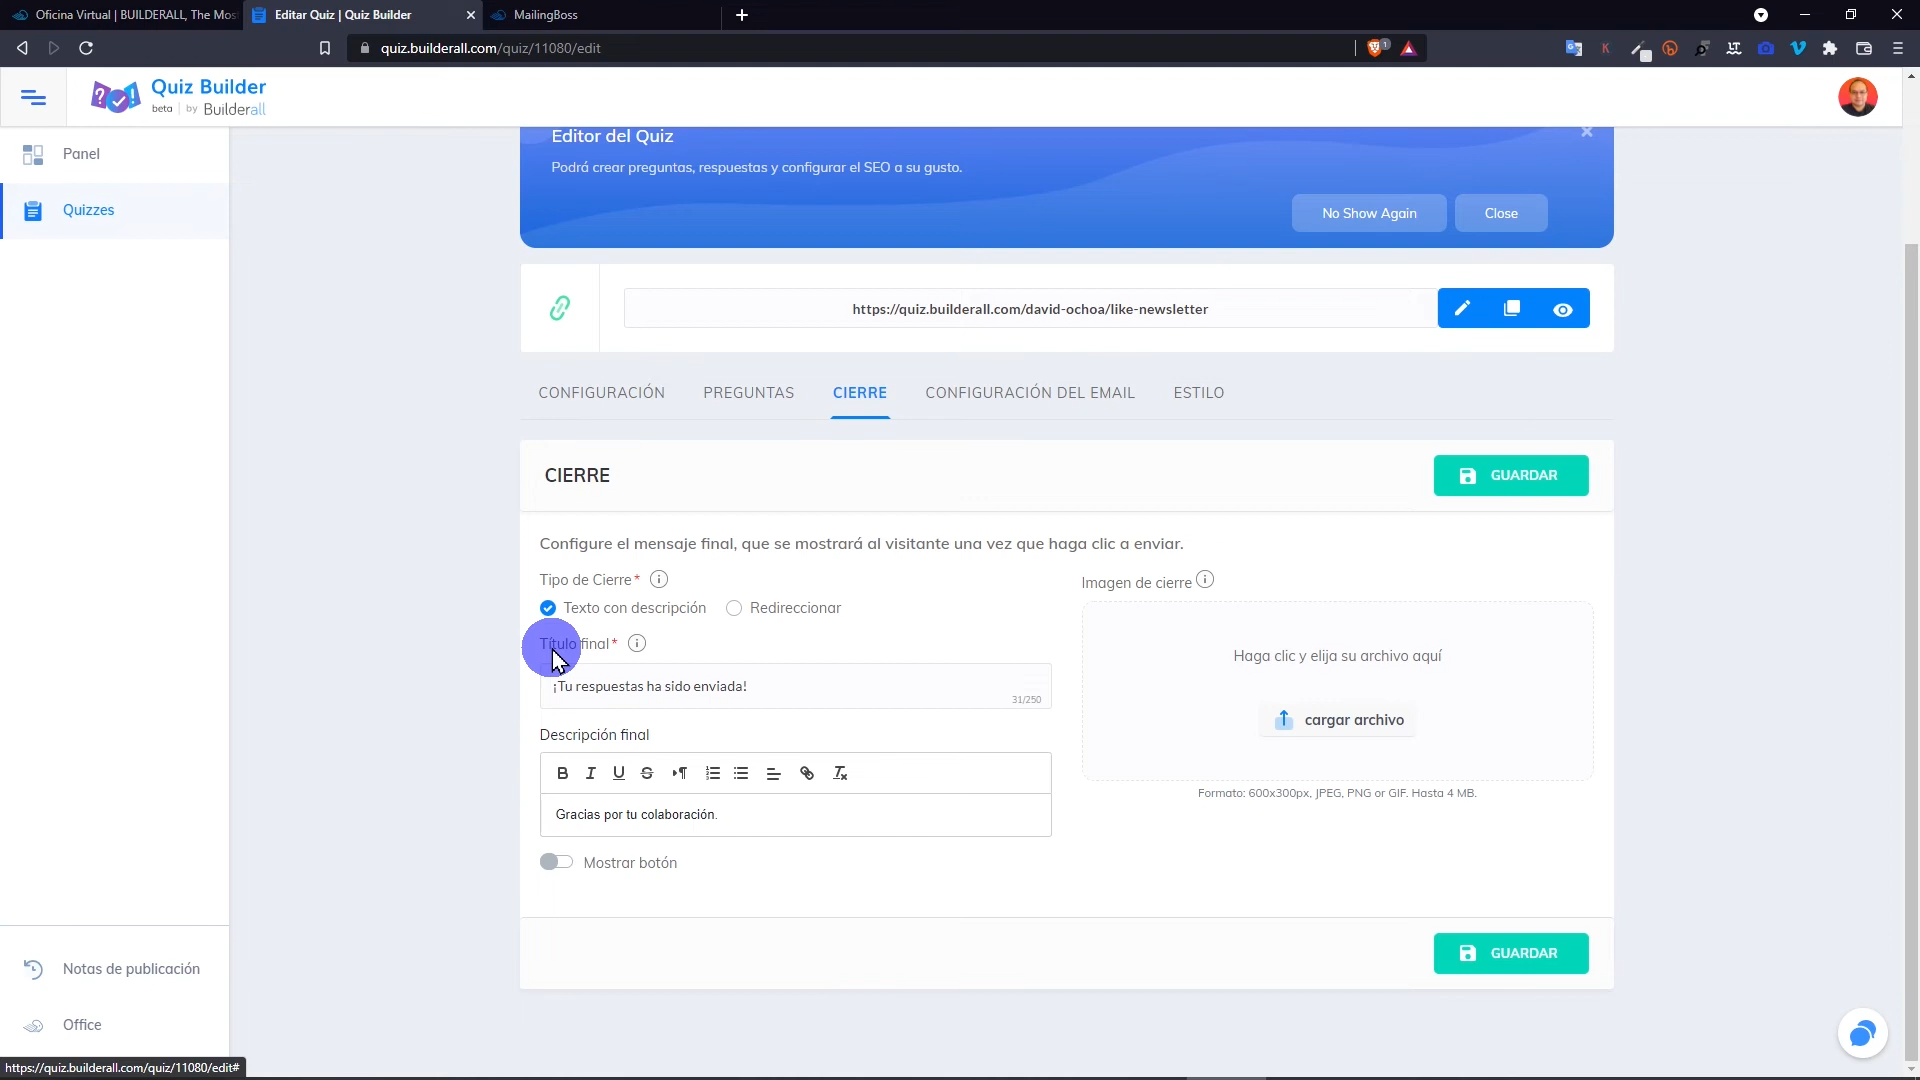 Oficina Virtual | BUILDERALL, The Mos
Editar Quiz | Quiz Builder
MailingBoss
quiz.builderall.com/quiz/11080/edit
1
Quiz Builder
beta | by Builderall
Panel
Quizzes
Editor del Quiz
Podrá crear preguntas, respuestas y configurar el SEO a su gusto.
No Show Again
Close
https://quiz.builderall.com/david-ochoa/like-newsletter
CONFIGURACIÓN
PREGUNTAS
CIERRE
CONFIGURACIÓN DEL EMAIL
ESTILO
CIERRE
GUARDAR
Configure el mensaje final, que se mostrará al visitante una vez que haga clic a enviar.
Tipo de Cierre*
Texto con descripción
Redireccionar
Título final*
¡Tu respuestas ha sido enviada!
31/250
Descripción final
Gracias por tu colaboración.
Mostrar botón
Imagen de cierre
Haga clic y elija su archivo aquí
cargar archivo
Formato: 600x300px, JPEG, PNG or GIF. Hasta 4 MB.
GUARDAR
Notas de publicación
Office
https://quiz.builderall.com/quiz/11080/edit#